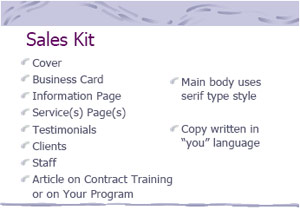 Sales Kit
Cover
Business Card
Information Page
Service(s) Page(s)
Testimonials
Clients
Staff
Article on Contract Training
or on Your Program
Main body uses
serif type style
Copy written in
“you” language